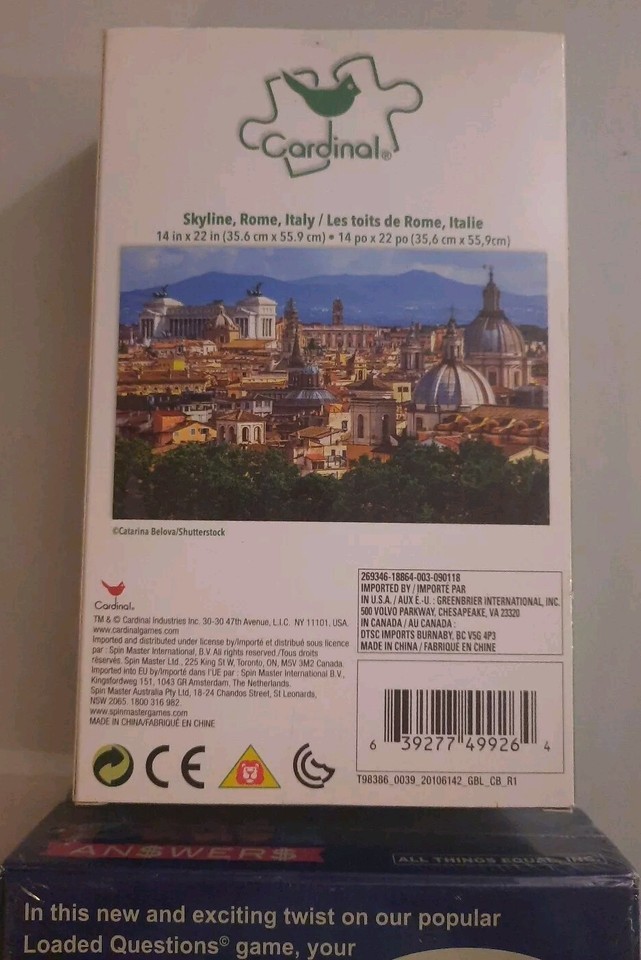 Cardinal®
Skyline, Rome, Italy / Les toits de Rome, Italie
14 in x 22 in (35.6 cm x 55.9 cm) • 14 po x 22 po (35,6 cm x 55,9cm)
©Catarina Belova/Shutterstock
Cardinal®
TM & © Cardinal Industries Inc. 30-30 47th Avenue, L.I.C. NY 11101, USA.
www.cardinalgames.com
Imported and distributed under license by/Importé et distribué sous licence
par : Spin Master International, B.V. All rights reserved./Tous droits
réservés. Spin Master Ltd., 225 King St W, Toronto, ON, M5V 3M2 Canada.
Imported into EU by/Importé dans l'UE par : Spin Master International B.V.,
Kingsfordweg 151, 1043 GR Amsterdam, The Netherlands.
Spin Master Australia Pty Ltd, 18-24 Chandos Street, St Leonards,
NSW 2065. 1800 316 982.
www.spinmastergames.com
MADE IN CHINA/FABRIQUÉ EN CHINE
CE
269346-18864-003-090118
IMPORTED BY / IMPORTÉ PAR
IN U.S.A. / AUX É.-U. : GREENBRIER INTERNATIONAL, INC.
500 VOLVO PARKWAY, CHESAPEAKE, VA 23320
IN CANADA / AU CANADA :
DTSC IMPORTS BURNABY, BC V5G 4P3
MADE IN CHINA / FABRIQUÉ EN CHINE
6 39277 49926 4
T98386_0039_20106142_GBL_CB_R1
ANSWERS
ALL THINGS EQUAL, INC.
In this new and exciting twist on our popular
Loaded Questions© game, your